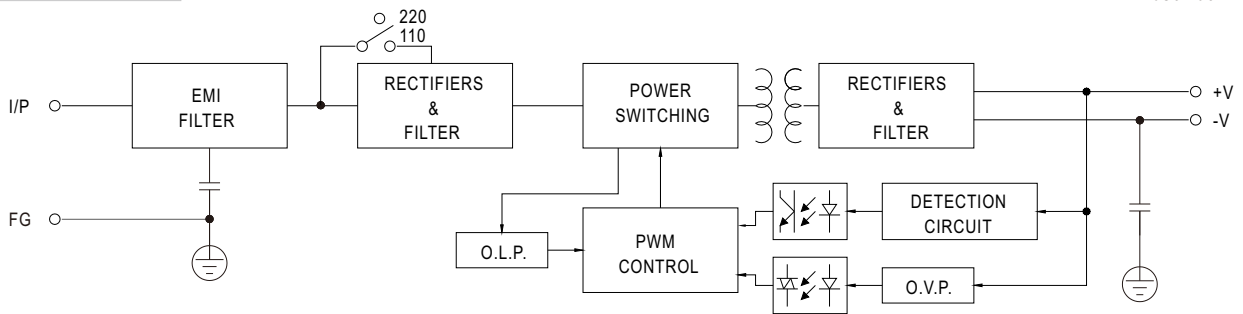 220
110
I/P
EMI
FILTER
RECTIFIERS
&
FILTER
POWER
SWITCHING
RECTIFIERS
&
FILTER
+V
-V
FG
O.L.P.
PWM
CONTROL
DETECTION
CIRCUIT
O.V.P.